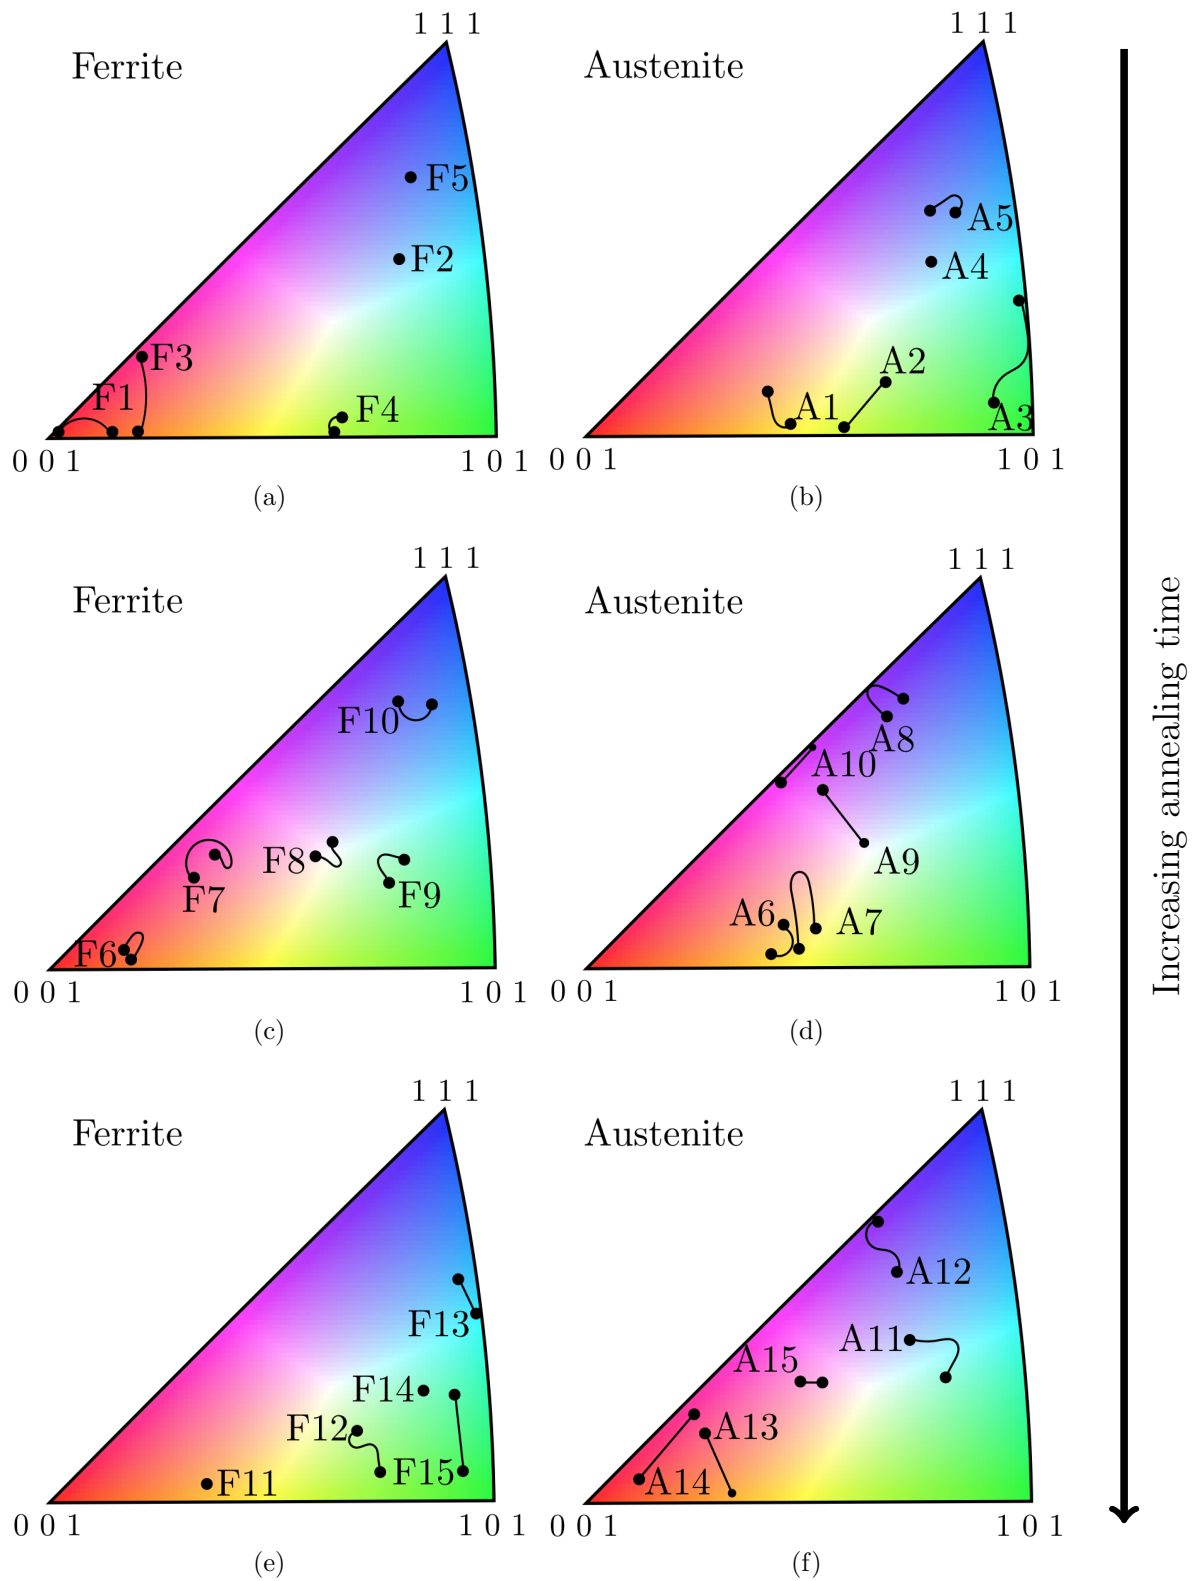 1 1 1
1 1 1
Ferrite
Austenite
F5
F2
F3
F1
F4
A5
A4
A2
A1
A3
0 0 1
1 0 1
0 0 1
1 0 1
(a)
(b)
1 1 1
1 1 1
Ferrite
Austenite
F10
F8
F7
F9
F6
A8
A10
A9
A6
A7
0 0 1
1 0 1
0 0 1
1 0 1
(c)
(d)
1 1 1
1 1 1
Ferrite
Austenite
F13
F14
F12
F15
F11
A12
A11
A15
A13
A14
0 0 1
1 0 1
0 0 1
1 0 1
(e)
(f)
Increasing annealing time